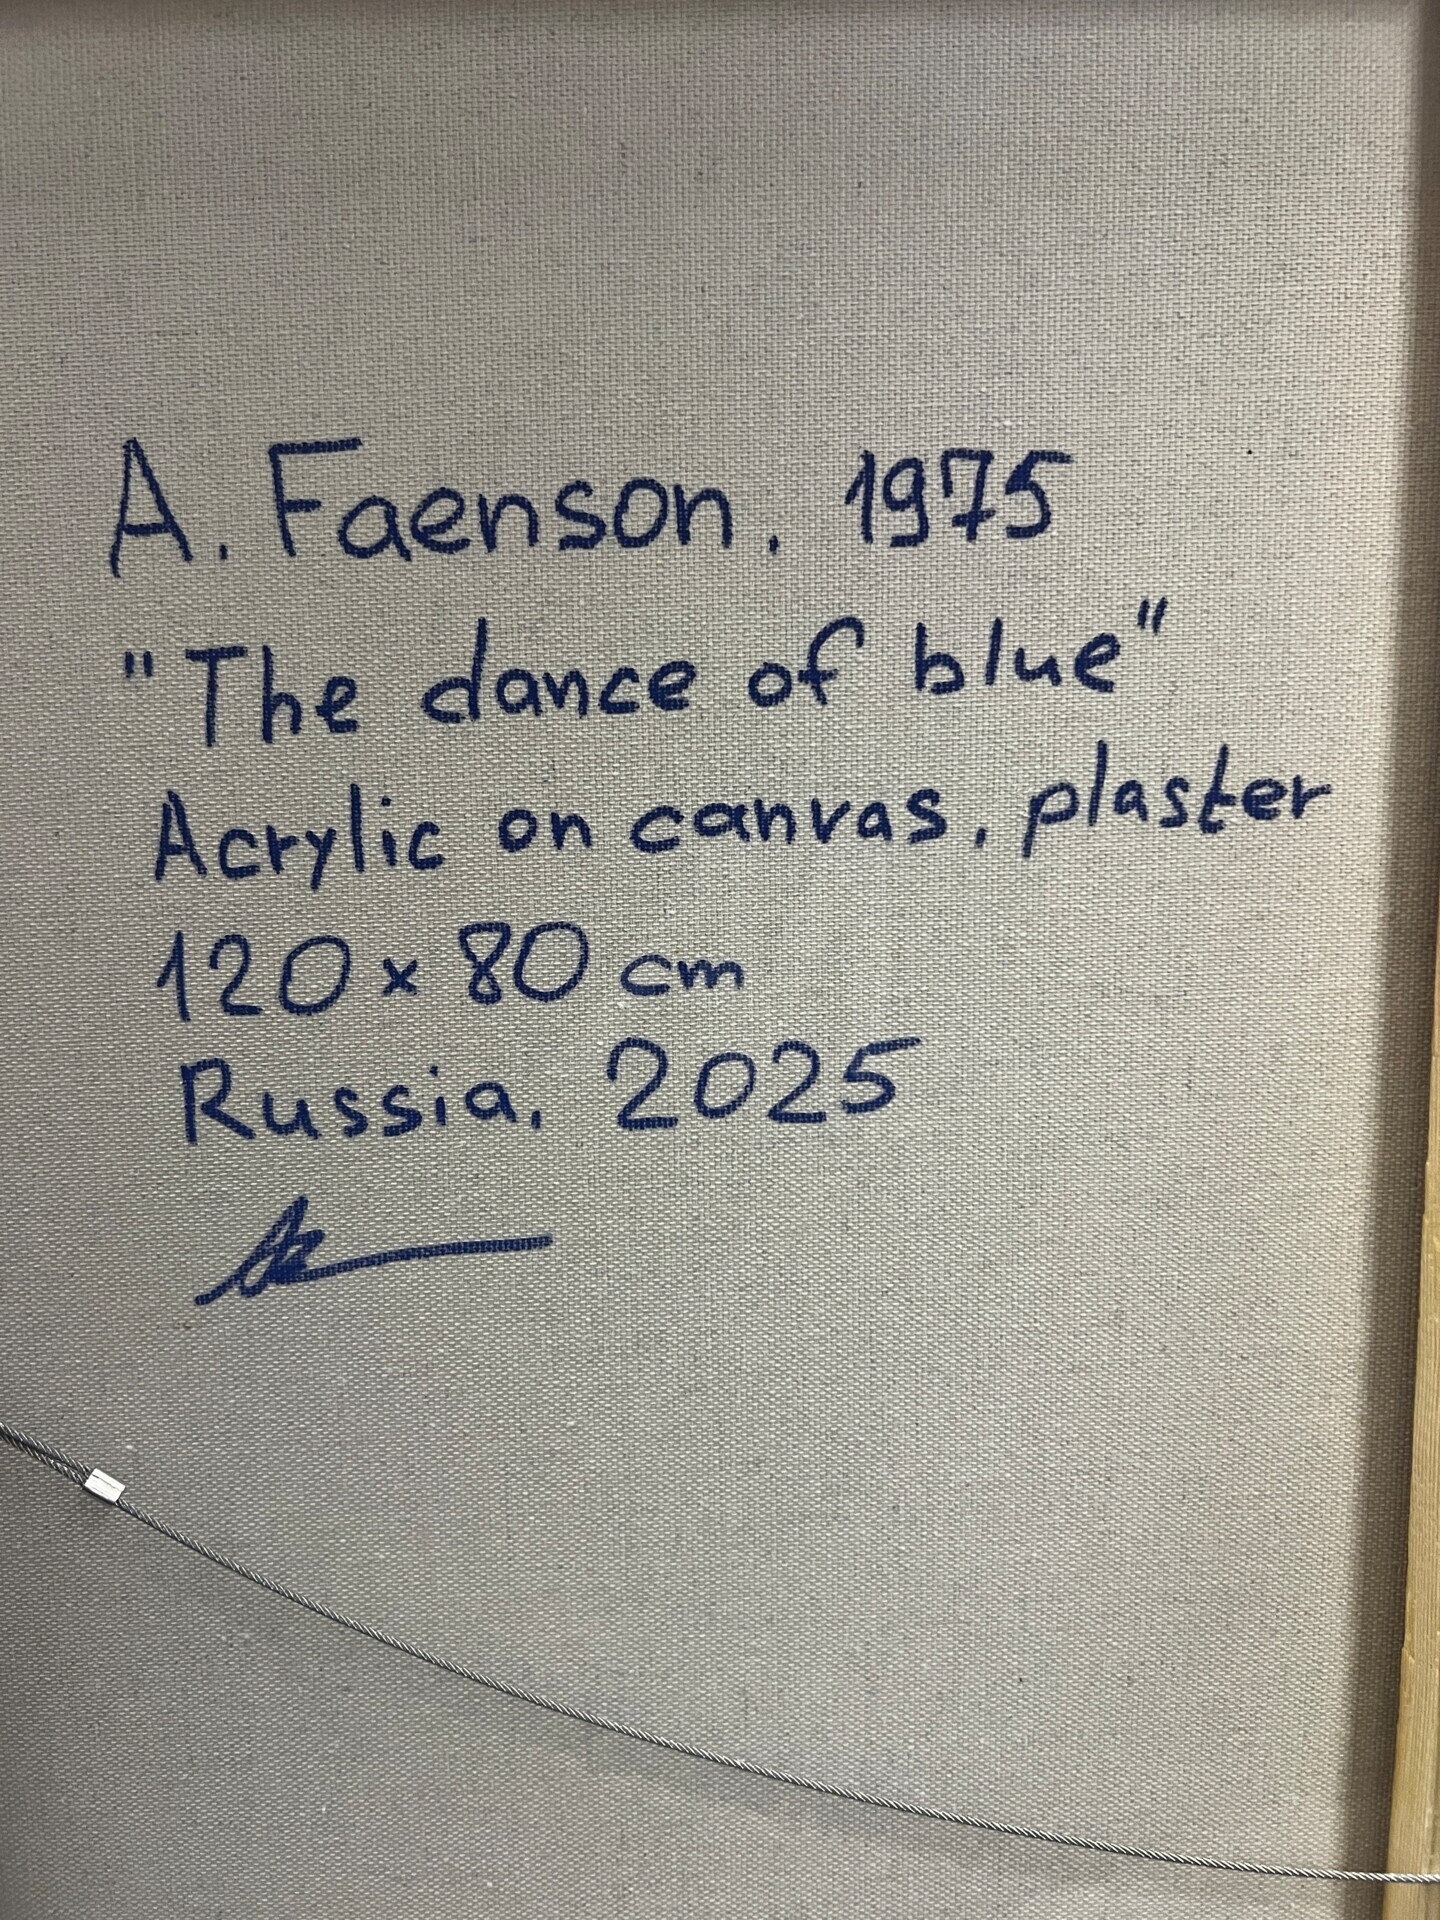 A. Faenson, 1975
"The dance of blue"
Acrylic on canvas, plaster
120 x 80 cm
Russia, 2025